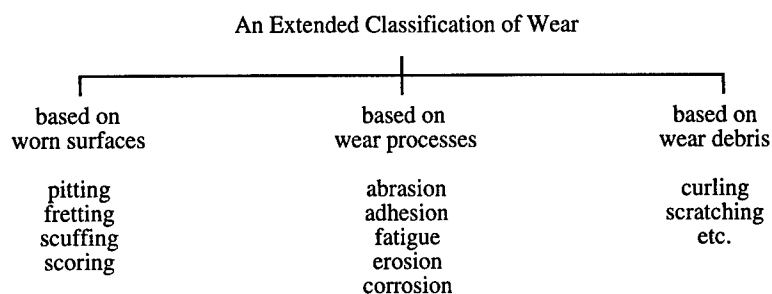 An Extended Classification of Wear
based on
worn surfaces
pitting
fretting
scuffing
scoring
based on
wear processes
abrasion
adhesion
fatigue
erosion
corrosion
based on
wear debris
curling
scratching
etc.